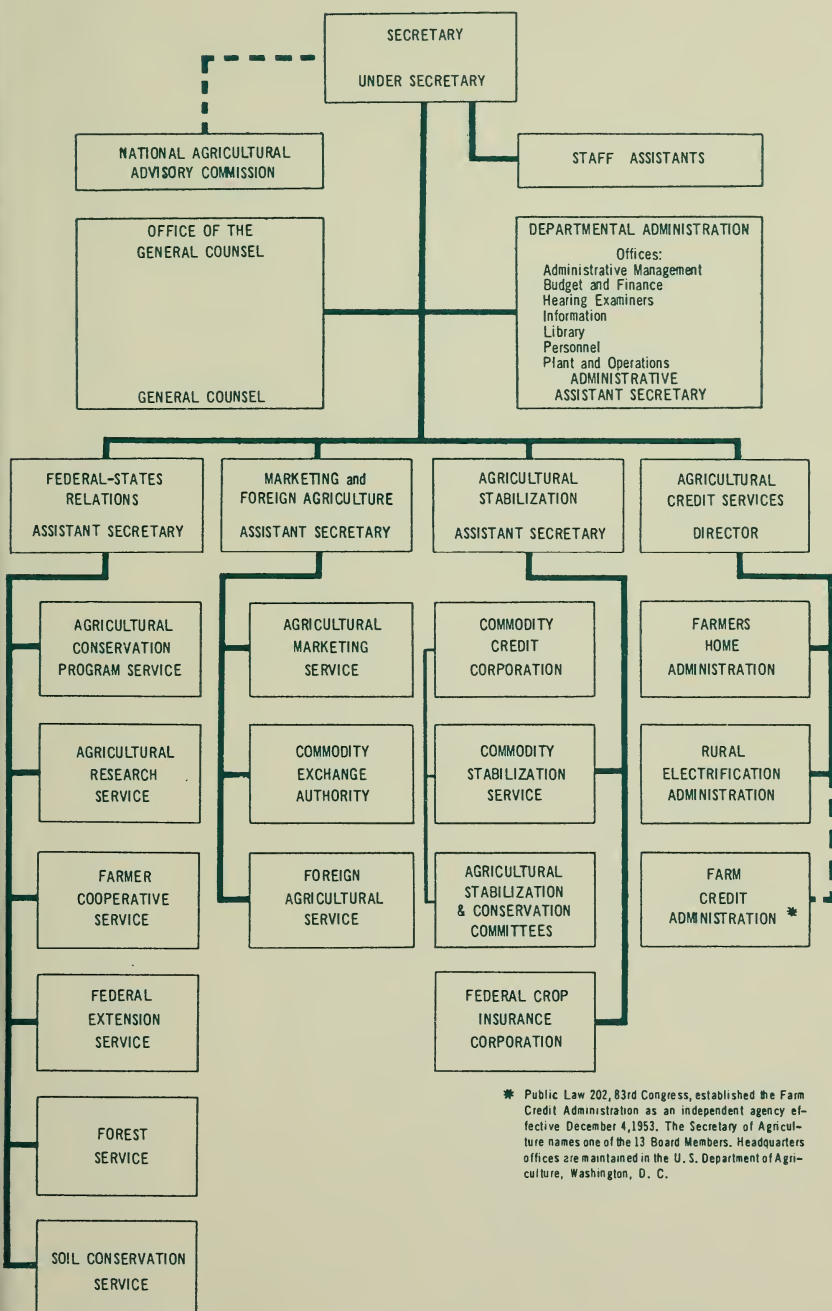 SECRETARY
UNDER SECRETARY
NATIONAL AGRICULTURAL
ADVISORY COMMISSION
STAFF ASSISTANTS
OFFICE OF THE
GENERAL COUNSEL
GENERAL COUNSEL
DEPARTMENTAL ADMINISTRATION
Offices:
Administrative Management
Budget and Finance
Hearing Examiners
Information
Library
Personnel
Plant and Operations
ADMINISTRATIVE
ASSISTANT SECRETARY
FEDERAL-STATES
RELATIONS
ASSISTANT SECRETARY
MARKETING and
FOREIGN AGRICULTURE
ASSISTANT SECRETARY
AGRICULTURAL
STABILIZATION
ASSISTANT SECRETARY
AGRICULTURAL
CREDIT SERVICES
DIRECTOR
AGRICULTURAL
CONSERVATION
PROGRAM SERVICE
AGRICULTURAL
MARKETING
SERVICE
COMMODITY
CREDIT
CORPORATION
FARMERS
HOME
ADMINISTRATION
AGRICULTURAL
RESEARCH
SERVICE
COMMODITY
EXCHANGE
AUTHORITY
COMMODITY
STABILIZATION
SERVICE
RURAL
ELECTRIFICATION
ADMINISTRATION
FARMER
COOPERATIVE
SERVICE
FOREIGN
AGRICULTURAL
SERVICE
AGRICULTURAL
STABILIZATION
& CONSERVATION
COMMITTEES
FARM
CREDIT
ADMINISTRATION *
FEDERAL
EXTENSION
SERVICE
FEDERAL CROP
INSURANCE
CORPORATION
FOREST
SERVICE
SOIL CONSERVATION
SERVICE
* Public Law 202, 83rd Congress, established the Farm
Credit Administration as an independent agency ef-
fective December 4, 1953. The Secretary of Agricul-
ture names one of the 13 Board Members. Headquarters
offices are maintained in the U. S. Department of Agri-
culture, Washington, D. C.